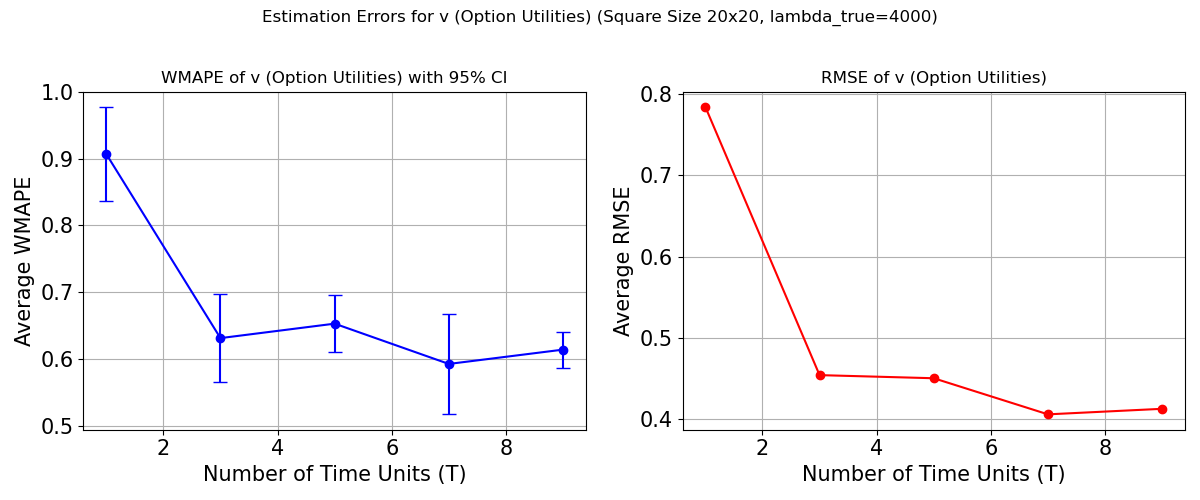 Estimation Errors for v (Option Utilities) (Square Size 20x20, lambda_true=4000)
WMAPE of v (Option Utilities) with 95% CI
Average WMAPE
1.0
0.9
0.8
0.7
0.6
0.5
2 4 6 8
Number of Time Units (T)
RMSE of v (Option Utilities)
Average RMSE
0.8
0.7
0.6
0.5
0.4
2 4 6 8
Number of Time Units (T)